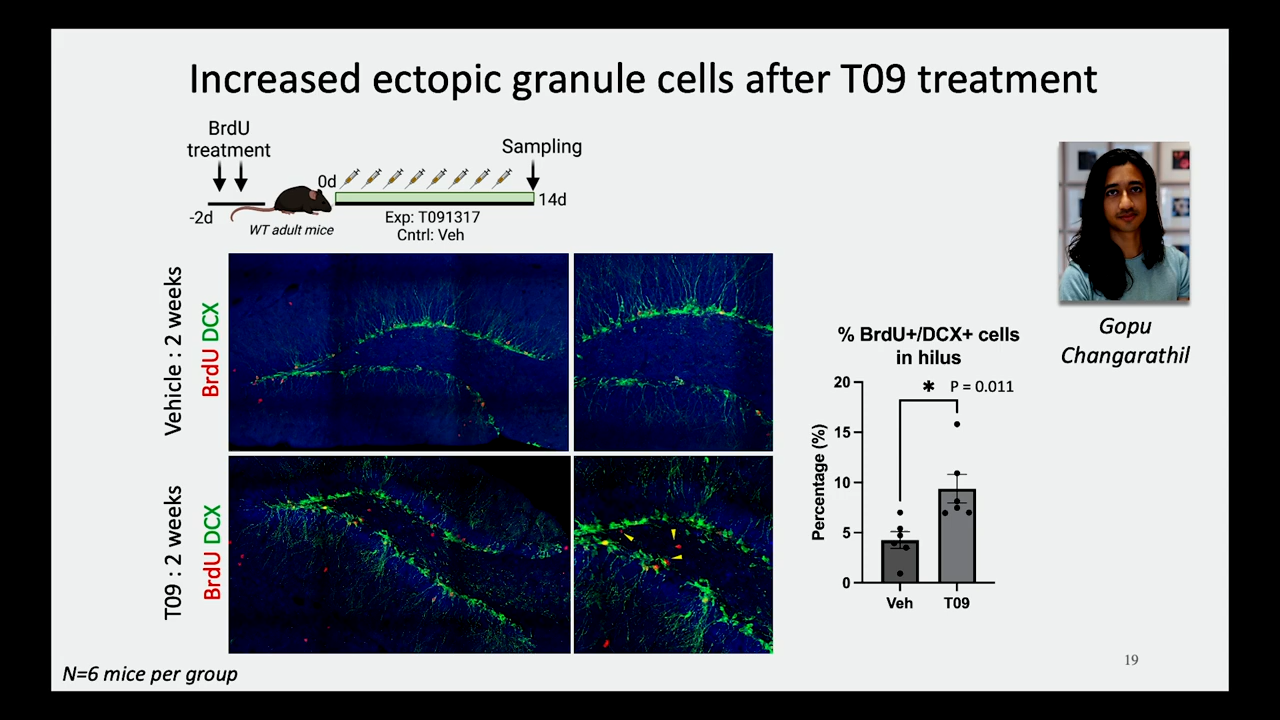 Increased ectopic granule cells after T09 treatment
BrdU
treatment
Sampling
0d
-2d
14d
WT adult mice
Exp: T091317
Cntrl: Veh
Vehicle : 2 weeks
BrdU DCX
T09 : 2 weeks
BrdU DCX
% BrdU+/DCX+ cells
in hilus
* P = 0.011
Percentage (%)
20
15
10
5
0
Veh T09
Gopu
Changarathil
N=6 mice per group
19